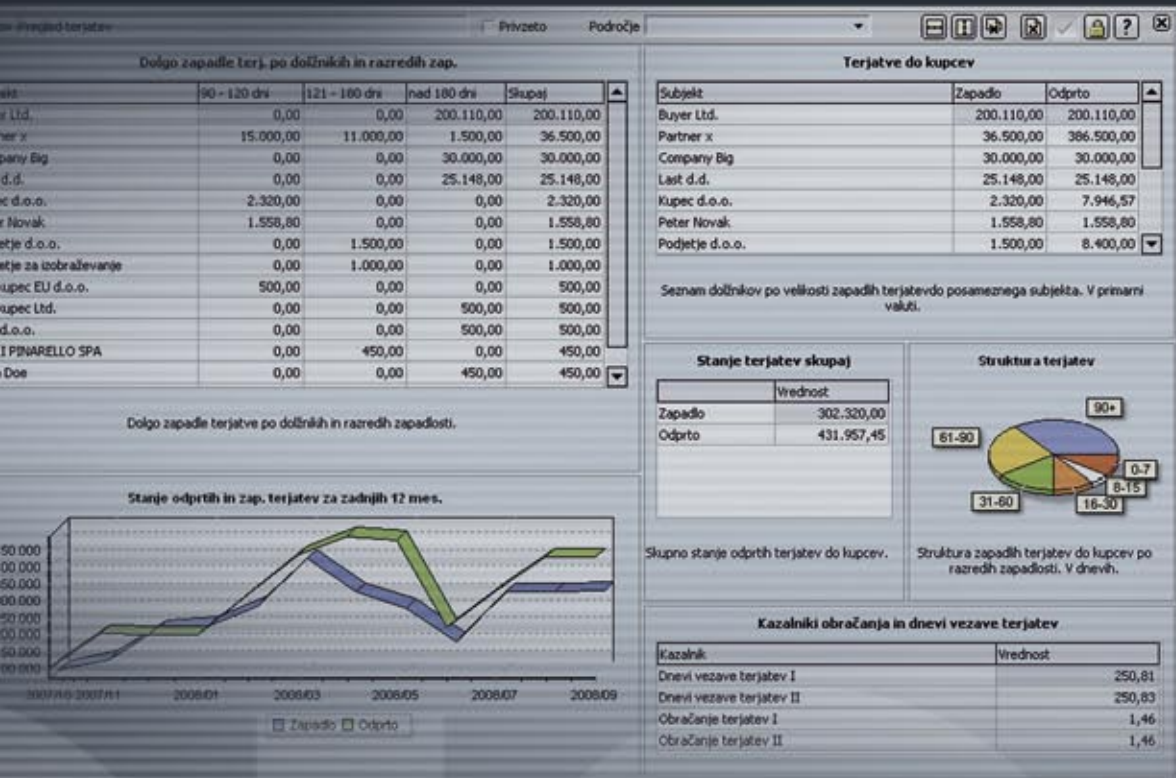 Pregled terjatev
Privzeto
Področje
Dolgo zapadle terj. po dolžnikih in razredih zap.
90 - 120 dni 121 - 180 dni nad 180 dni Skupaj
Ltd. 0,00 0,00 200.110,00 200.110,00
x 15.000,00 11.000,00 1.500,00 36.500,00
Big 0,00 0,00 30.000,00 30.000,00
d.d. 0,00 0,00 25.148,00 25.148,00
d.o.o. 2.320,00 0,00 0,00 2.320,00
Novak 1.558,80 0,00 0,00 1.558,80
d.o.o. 0,00 1.500,00 0,00 1.500,00
za izobraževanje 0,00 1.000,00 0,00 1.000,00
EU d.o.o. 500,00 0,00 0,00 500,00
Ltd. 0,00 0,00 500,00 500,00
d.o.o. 0,00 0,00 500,00 500,00
I PINARELLO SPA 0,00 450,00 0,00 450,00
Doe 0,00 0,00 450,00 450,00
Dolgo zapadle terjatve po dolžnikih in razredih zapadlosti.
Terjatve do kupcev
Subjekt Zapadlo Odprto
Buyer Ltd. 200.110,00 200.110,00
Partner x 36.500,00 386.500,00
Company Big 30.000,00 30.000,00
Last d.d. 25.148,00 25.148,00
Kupec d.o.o. 2.320,00 7.946,57
Peter Novak 1.558,80 1.558,80
Podjetje d.o.o. 1.500,00 8.400,00
Seznam dolžnikov po velikosti zapadlih terjatevdo posameznega subjekta. V primarni
valuti.
Stanje terjatev skupaj
Vrednost
Zapadlo 302.320,00
Odprto 431.957,45
Skupno stanje odprtih terjatev do kupcev.
Struktura terjatev
90+
61-90
0-7
8-15
31-60
16-30
Struktura zapadlih terjatev do kupcev po
razredih zapadlosti. V dnevih.
Stanje odprtih in zap. terjatev za zadnjih 12 mes.
2007/10 2007/11 2008/01 2008/03 2008/05 2008/07 2008/09
Zapadlo Odprto
Kazalniki obračanja in dnevi vezave terjatev
Kazalnik Vrednost
Dnevi vezave terjatev I 250,81
Dnevi vezave terjatev II 250,83
Obračanje terjatev I 1,46
Obračanje terjatev II 1,46